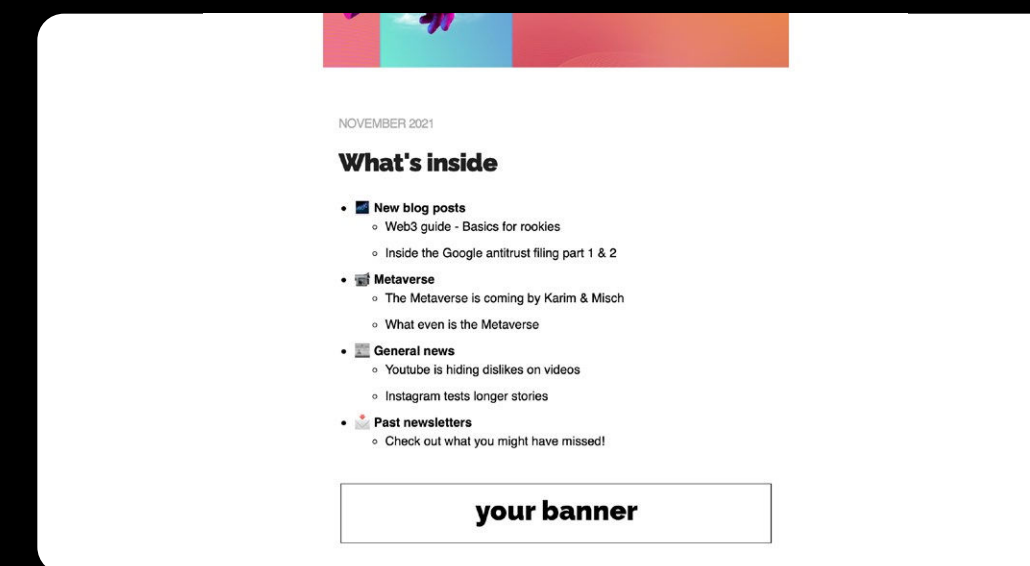 NOVEMBER 2021
What's inside
New blog posts
Web3 guide - Basics for rookies
Inside the Google antitrust filing part 1 & 2
Metaverse
The Metaverse is coming by Karim & Misch
What even is the Metaverse
General news
Youtube is hiding dislikes on videos
Instagram tests longer stories
Past newsletters
Check out what you might have missed!
your banner